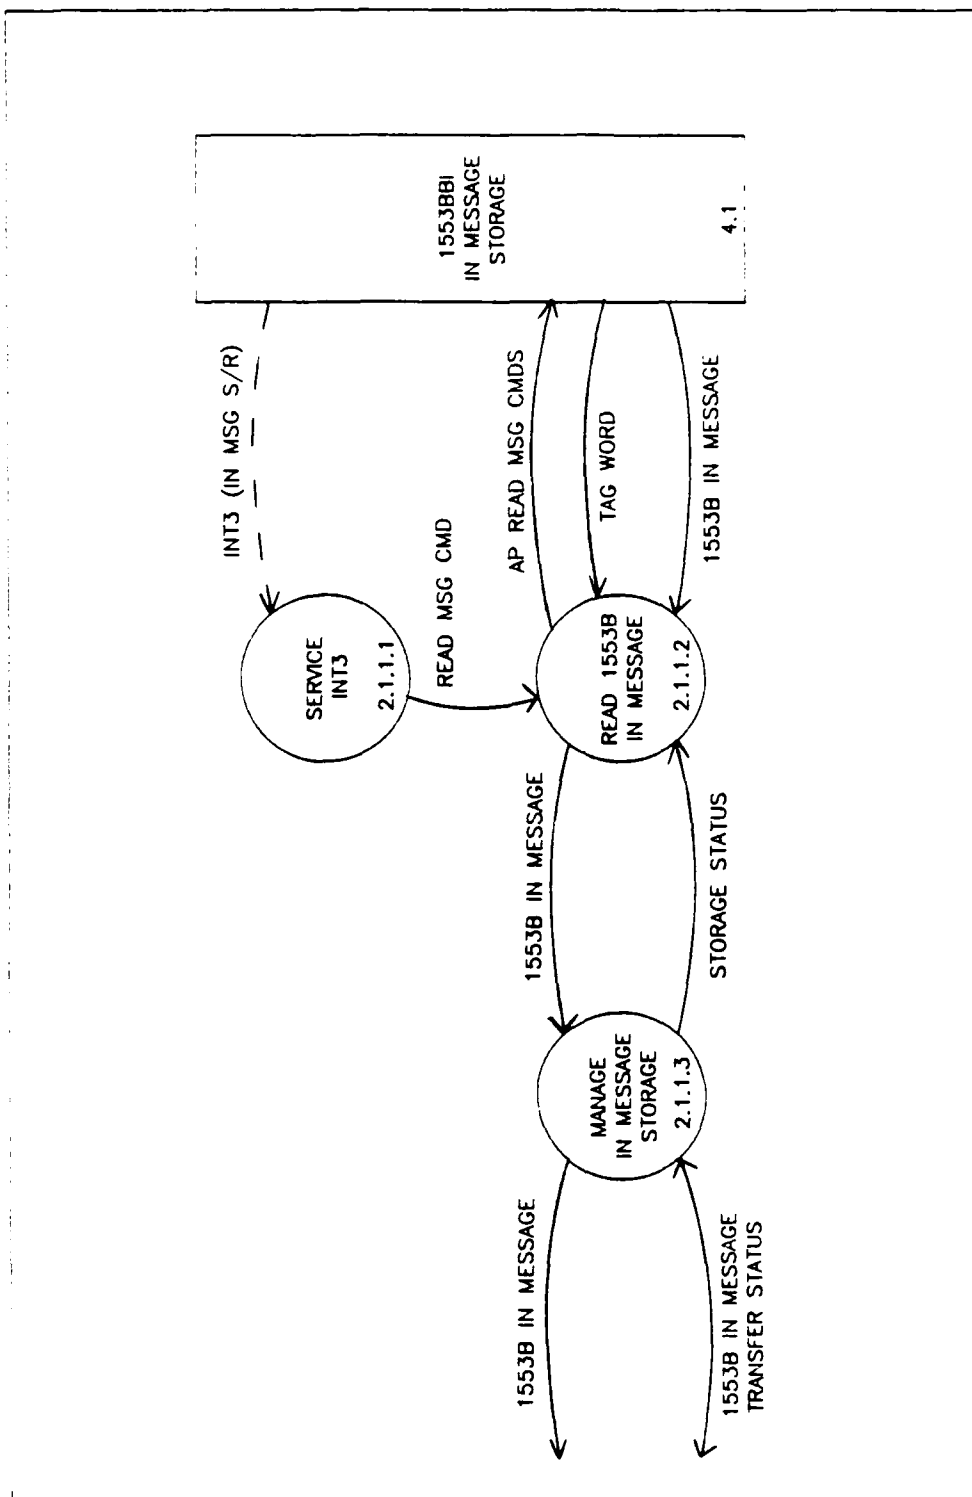 1553B IN MESSAGE
1553B IN MESSAGE
TRANSFER STATUS
MANAGE
IN MESSAGE
STORAGE
2.1.1.3
1553B IN MESSAGE
STORAGE STATUS
SERVICE
INT3
2.1.1.1
READ MSG CMD
READ 1553B
IN MESSAGE
2.1.1.2
INT3 (IN MSG S/R)
AP READ MSG CMDS
TAG WORD
1553B IN MESSAGE
1553BBI
IN MESSAGE
STORAGE
4.1